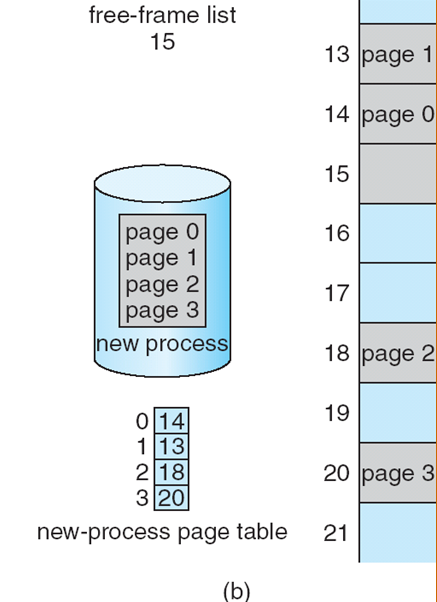 free-frame list
15
13 page 1
14 page 0
15
16
17
18 page 2
19
20 page 3
21
page 0
page 1
page 2
page 3
new process
0 14
1 13
2 18
3 20
new-process page table
(b)